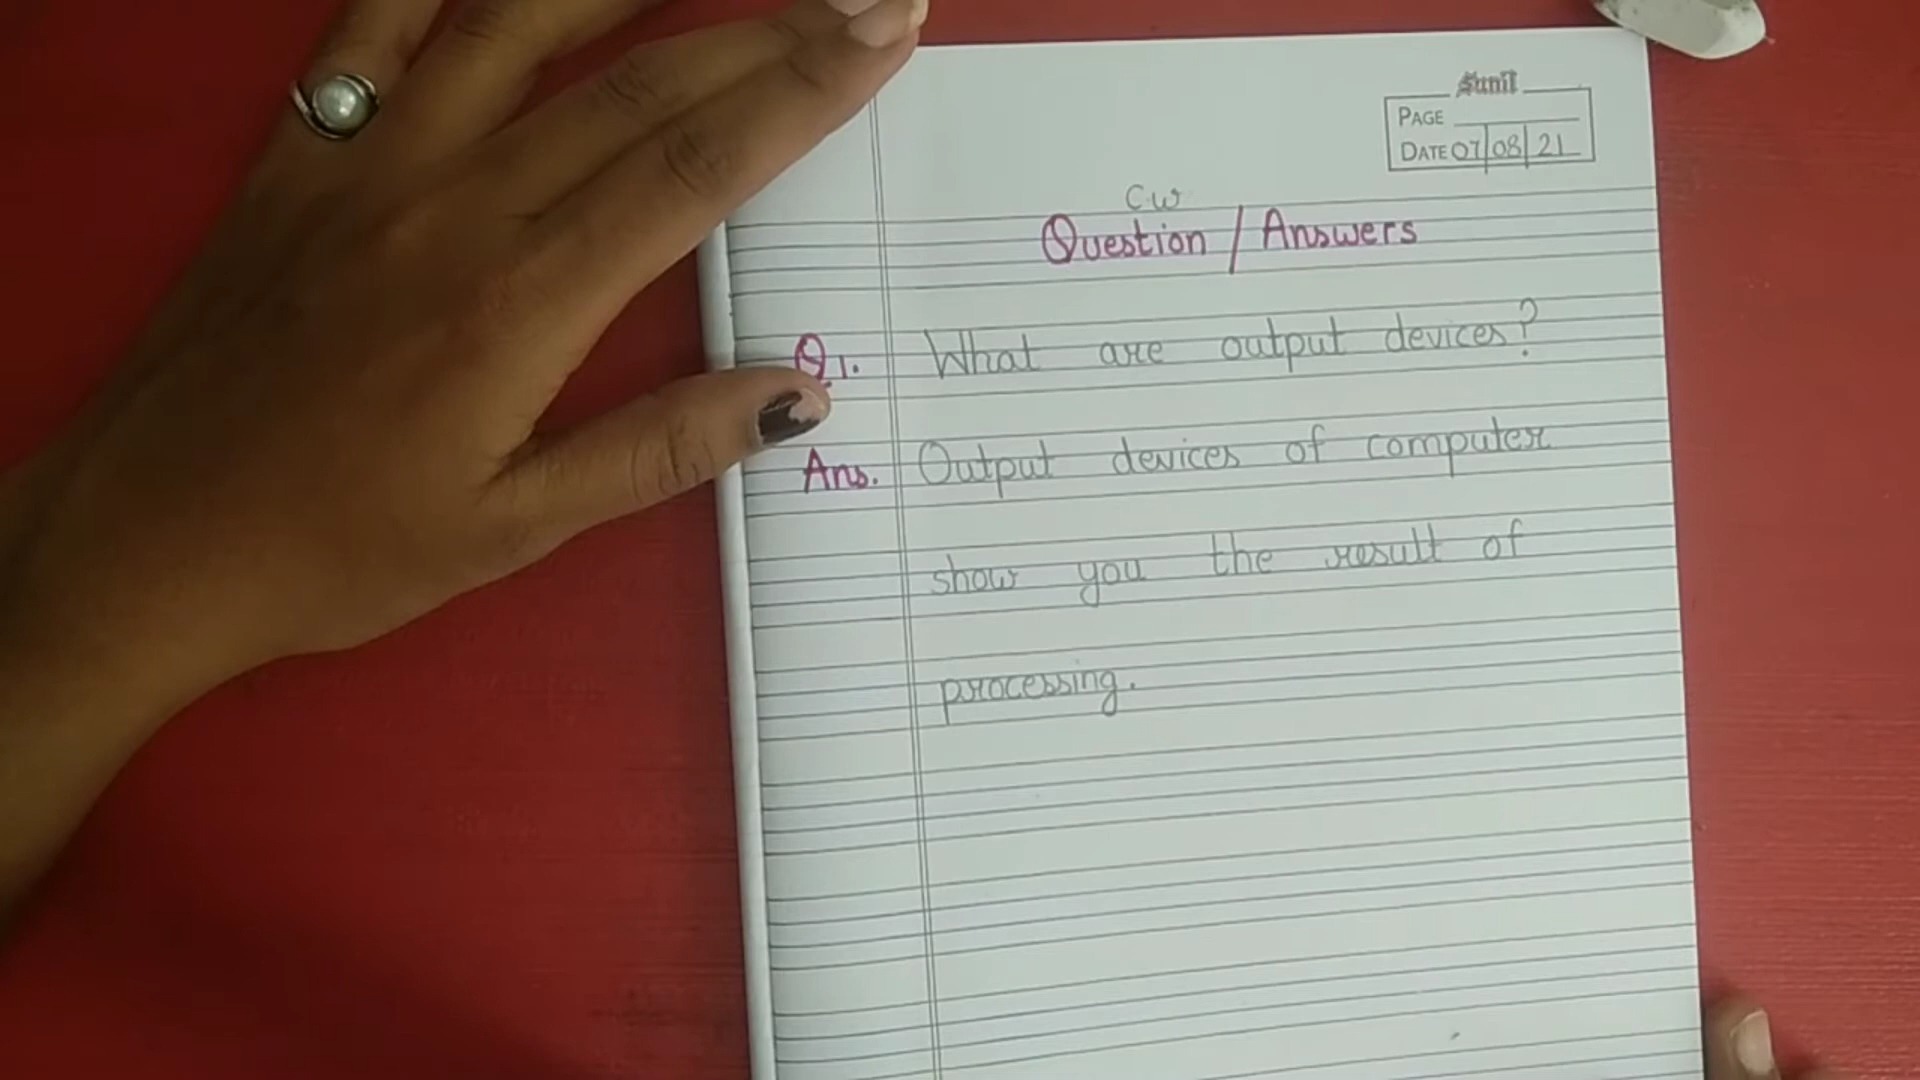 Sunil
PAGE
DATE 07/08/21
C.W
Question / Answers
Q1. What are output devices?
Ans. Output devices of computer
show you the result of
processing.